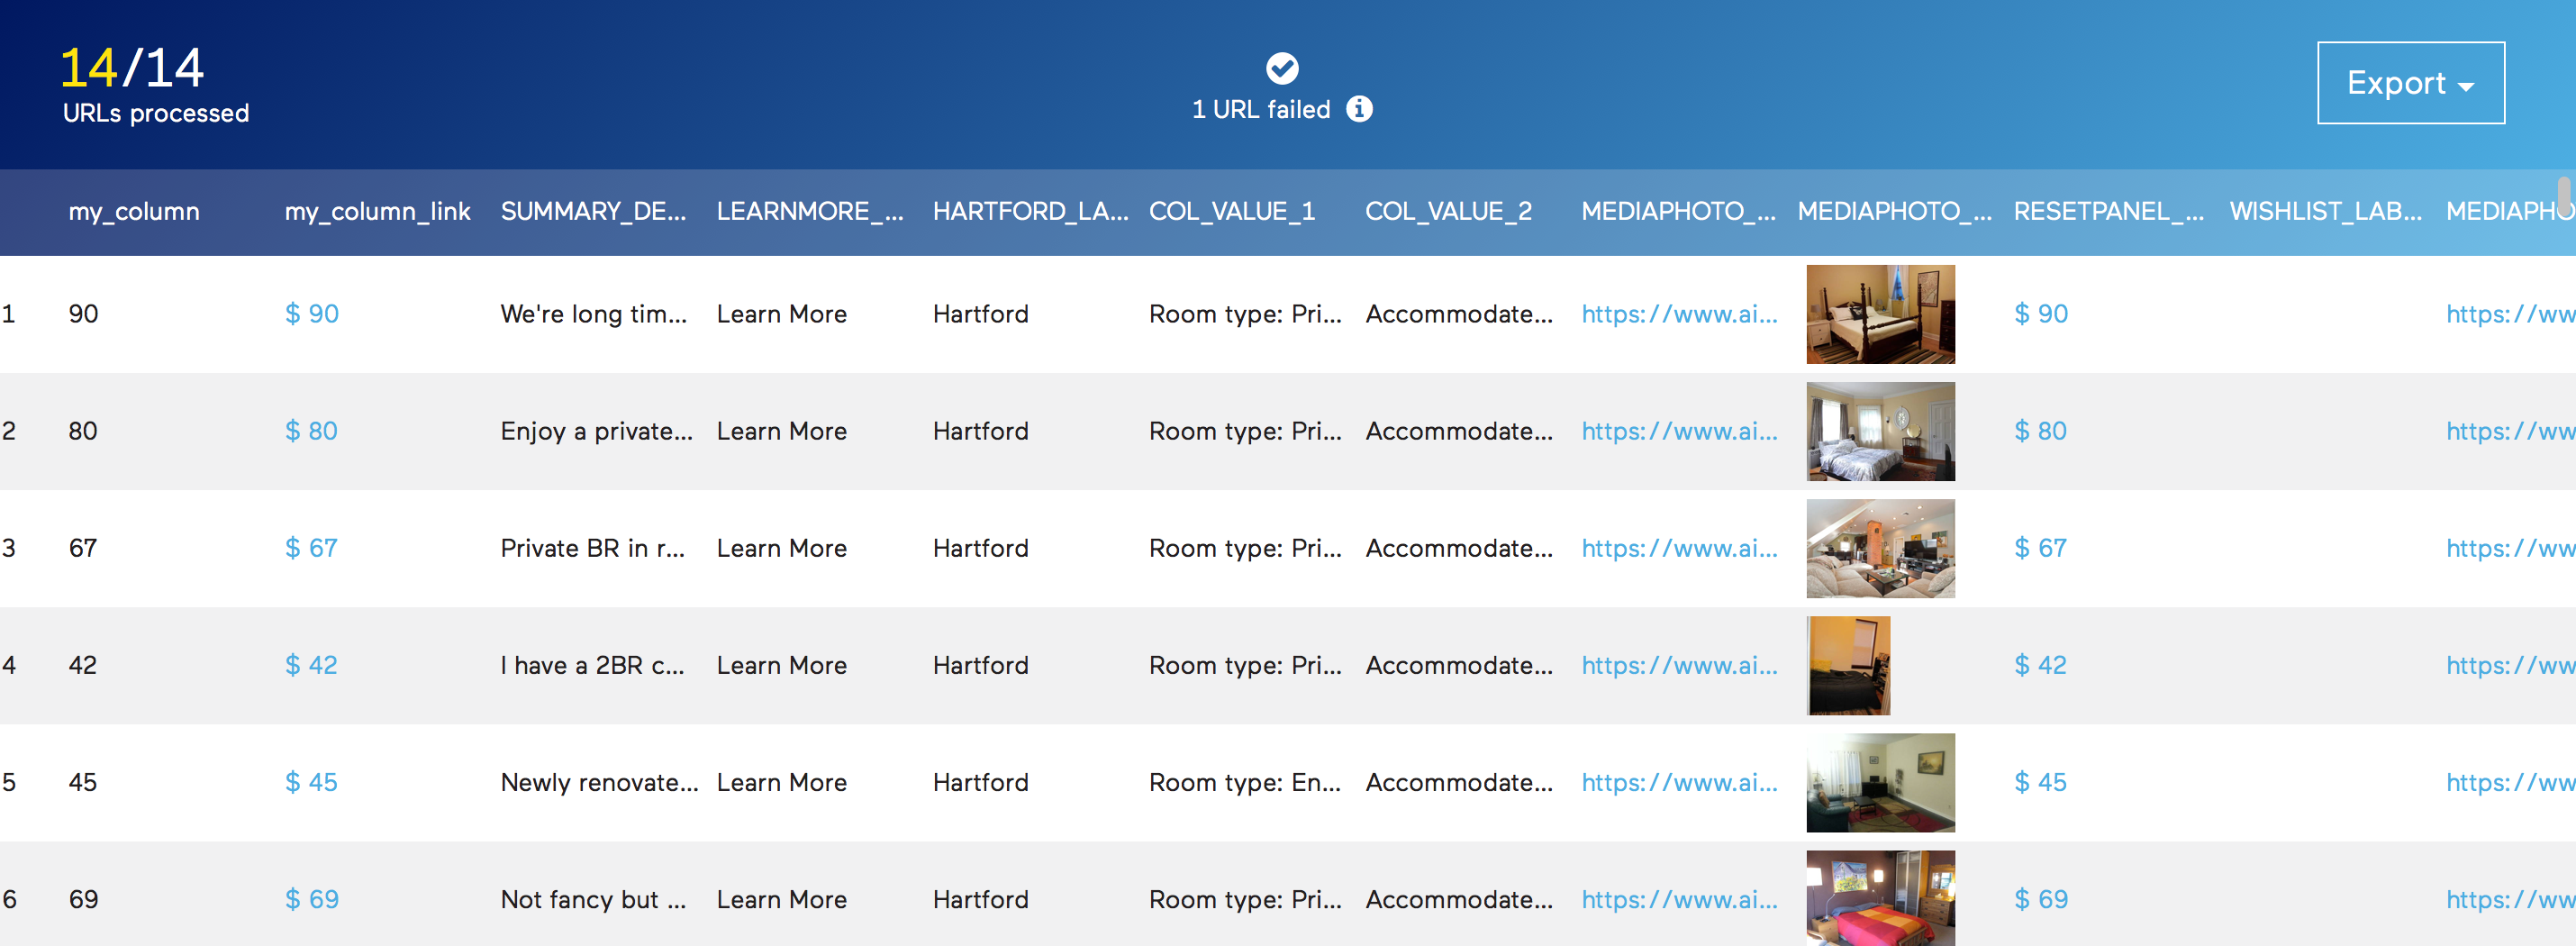 14/14
URLs processed
1 URL failed
Export
my_column my_column_link SUMMARY_DE... LEARNMORE_... HARTFORD_LA... COL_VALUE_1 COL_VALUE_2 MEDIAPHOTO_... MEDIAPHOTO_... RESETPANEL_... WISHLIST_LAB... MEDIAPHO
1 90 $ 90 We're long tim... Learn More Hartford Room type: Pri... Accommodate... https://www.ai... $ 90 https://ww
2 80 $ 80 Enjoy a private... Learn More Hartford Room type: Pri... Accommodate... https://www.ai... $ 80 https://ww
3 67 $ 67 Private BR in r... Learn More Hartford Room type: Pri... Accommodate... https://www.ai... $ 67 https://ww
4 42 $ 42 I have a 2BR c... Learn More Hartford Room type: Pri... Accommodate... https://www.ai... $ 42 https://ww
5 45 $ 45 Newly renovate... Learn More Hartford Room type: En... Accommodate... https://www.ai... $ 45 https://ww
6 69 $ 69 Not fancy but ... Learn More Hartford Room type: Pri... Accommodate... https://www.ai... $ 69 https://ww